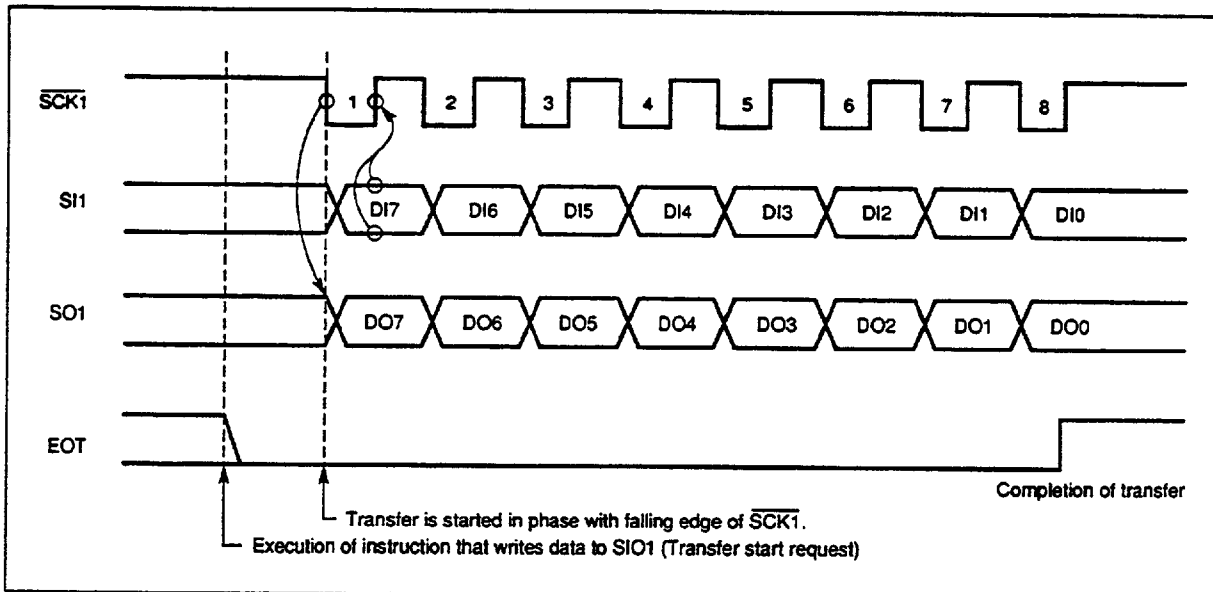 SCK1 1 2 3 4 5 6 7 8
SI1 DI7 DI6 DI5 DI4 DI3 DI2 DI1 DI0
SO1 DO7 DO6 DO5 DO4 DO3 DO2 DO1 DO0
EOT
Completion of transfer
Transfer is started in phase with falling edge of SCK1.
Execution of instruction that writes data to SIO1 (Transfer start request)